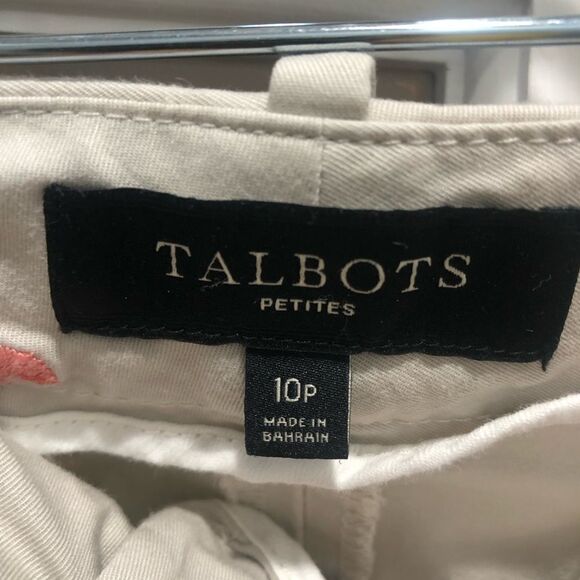 TALBOTS
PETITES
10P
MADE IN
BAHRAIN